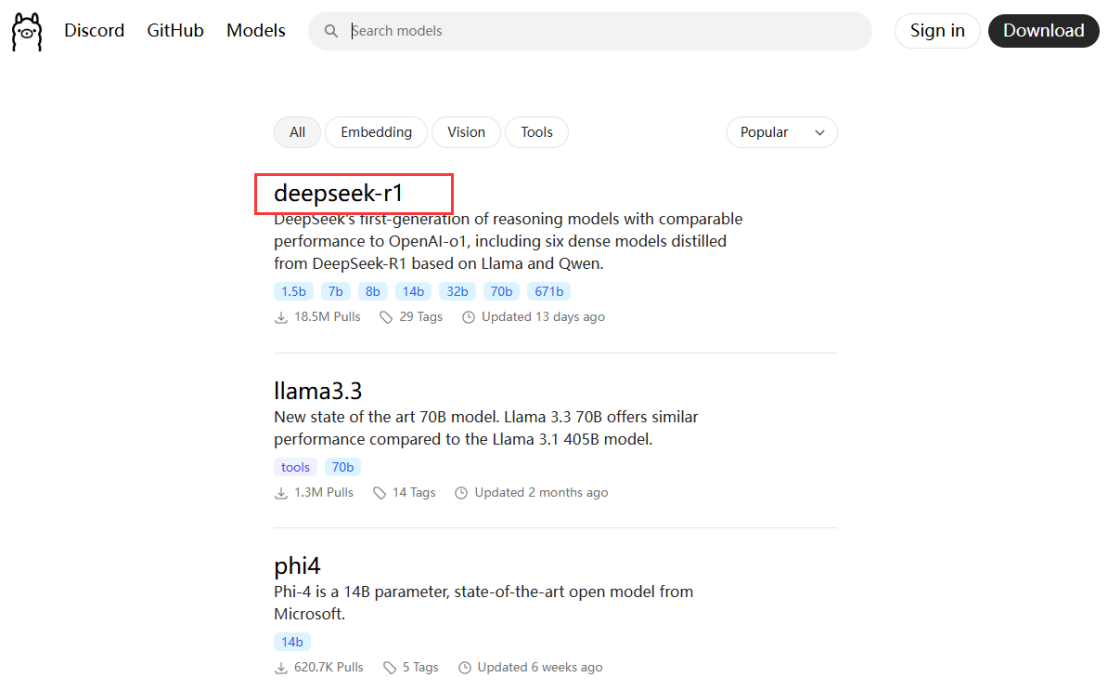 Discord GitHub Models Search models Sign in Download
All Embedding Vision Tools Popular
deepseek-r1
DeepSeek's first-generation of reasoning models with comparable
performance to OpenAI-o1, including six dense models distilled
from DeepSeek-R1 based on Llama and Qwen.
1.5b 7b 8b 14b 32b 70b 671b
18.5M Pulls 29 Tags Updated 13 days ago
llama3.3
New state of the art 70B model. Llama 3.3 70B offers similar
performance compared to the Llama 3.1 405B model.
tools 70b
1.3M Pulls 14 Tags Updated 2 months ago
phi4
Phi-4 is a 14B parameter, state-of-the-art open model from
Microsoft.
14b
620.7K Pulls 5 Tags Updated 6 weeks ago